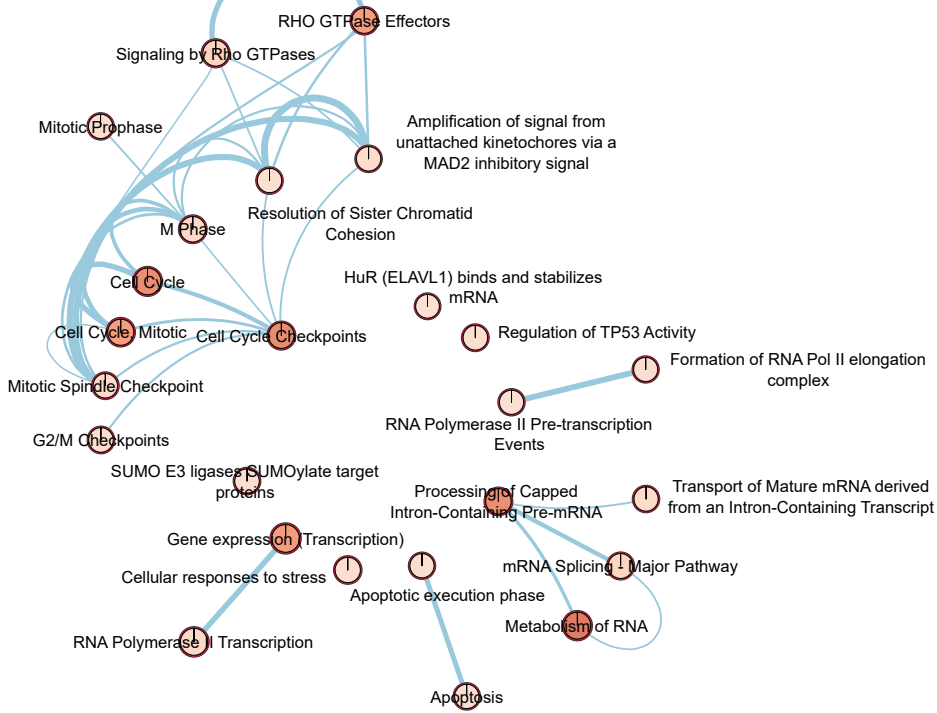 RHO GTPase Effectors
Signaling by Rho GTPases
Mitotic Prophase
Amplification of signal from
unattached kinetochores via a
MAD2 inhibitory signal
Resolution of Sister Chromatid
Cohesion
M Phase
Cell Cycle
HuR (ELAVL1) binds and stabilizes
mRNA
Cell Cycle, Mitotic
Cell Cycle Checkpoints
Regulation of TP53 Activity
Formation of RNA Pol II elongation
complex
Mitotic Spindle Checkpoint
RNA Polymerase II Pre-transcription
Events
G2/M Checkpoints
SUMO E3 ligases SUMOylate target
proteins
Processing of Capped
Intron-Containing Pre-mRNA
Transport of Mature mRNA derived
from an Intron-Containing Transcript
Gene expression (Transcription)
Cellular responses to stress
mRNA Splicing - Major Pathway
Apoptotic execution phase
Metabolism of RNA
RNA Polymerase II Transcription
Apoptosis